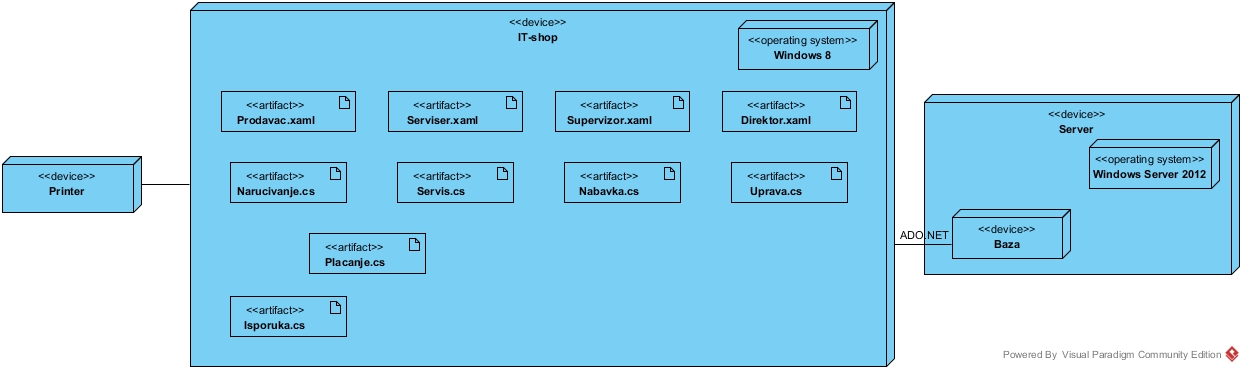 <<device>>
IT-shop
<<operating system>>
Windows 8
<<artifact>>
Prodavac.xaml
<<artifact>>
Serviser.xaml
<<artifact>>
Supervizor.xaml
<<artifact>>
Direktor.xaml
<<device>>
Server
<<operating system>>
Windows Server 2012
<<device>>
Printer
<<artifact>>
Narucivanje.cs
<<artifact>>
Servis.cs
<<artifact>>
Nabavka.cs
<<artifact>>
Uprava.cs
ADO.NET
<<device>>
Baza
<<artifact>>
Placanje.cs
<<artifact>>
Isporuka.cs
Powered By Visual Paradigm Community Edition